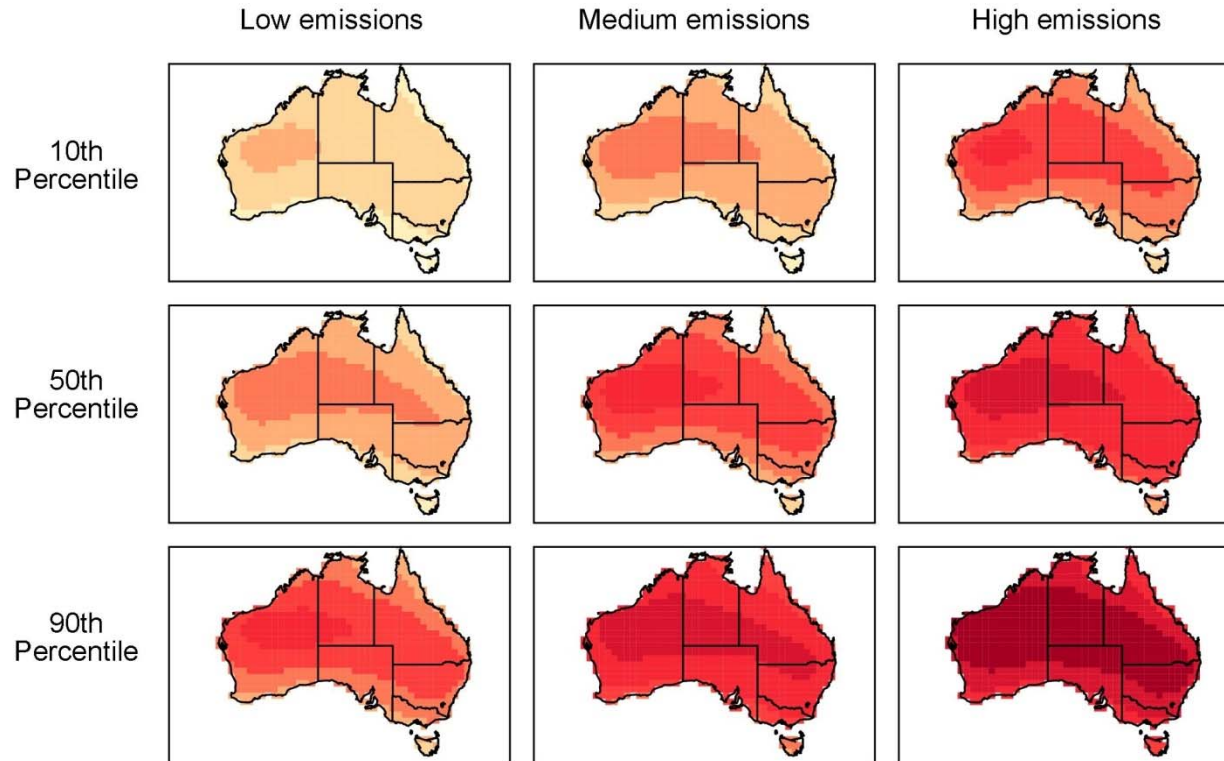 Low emissions
Medium emissions
High emissions
10th
Percentile
50th
Percentile
90th
Percentile